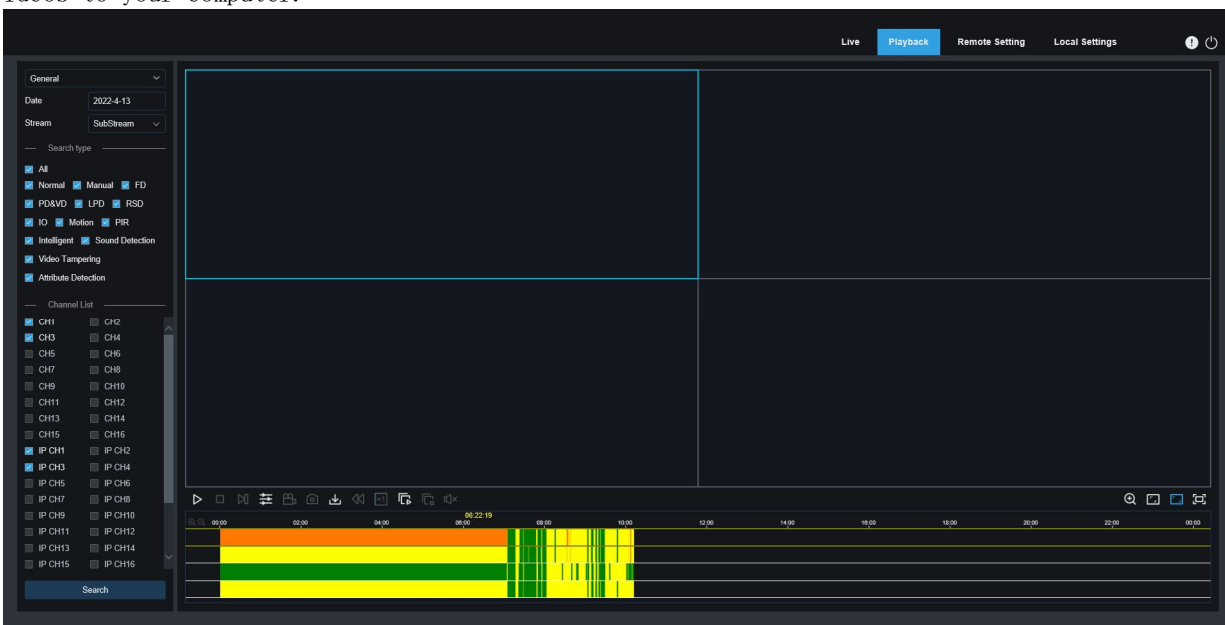 Live Playback Remote Setting Local Settings
General
Date 2022-4-13
Stream SubStream
Search type
All
Normal Manual FD
PD&VD LPD RSD
IO Motion PIR
Intelligent Sound Detection
Video Tampering
Attribute Detection
Channel List
CH1 CH2
CH3 CH4
CH5 CH6
CH7 CH8
CH9 CH10
CH11 CH12
CH13 CH14
CH15 CH16
IP CH1 IP CH2
IP CH3 IP CH4
IP CH5 IP CH6
IP CH7 IP CH8
IP CH9 IP CH10
IP CH11 IP CH12
IP CH13 IP CH14
IP CH15 IP CH16
Search
x1
06:22:19
00:00 02:00 04:00 06:00 08:00 10:00 12:00 14:00 16:00 18:00 20:00 22:00 00:00